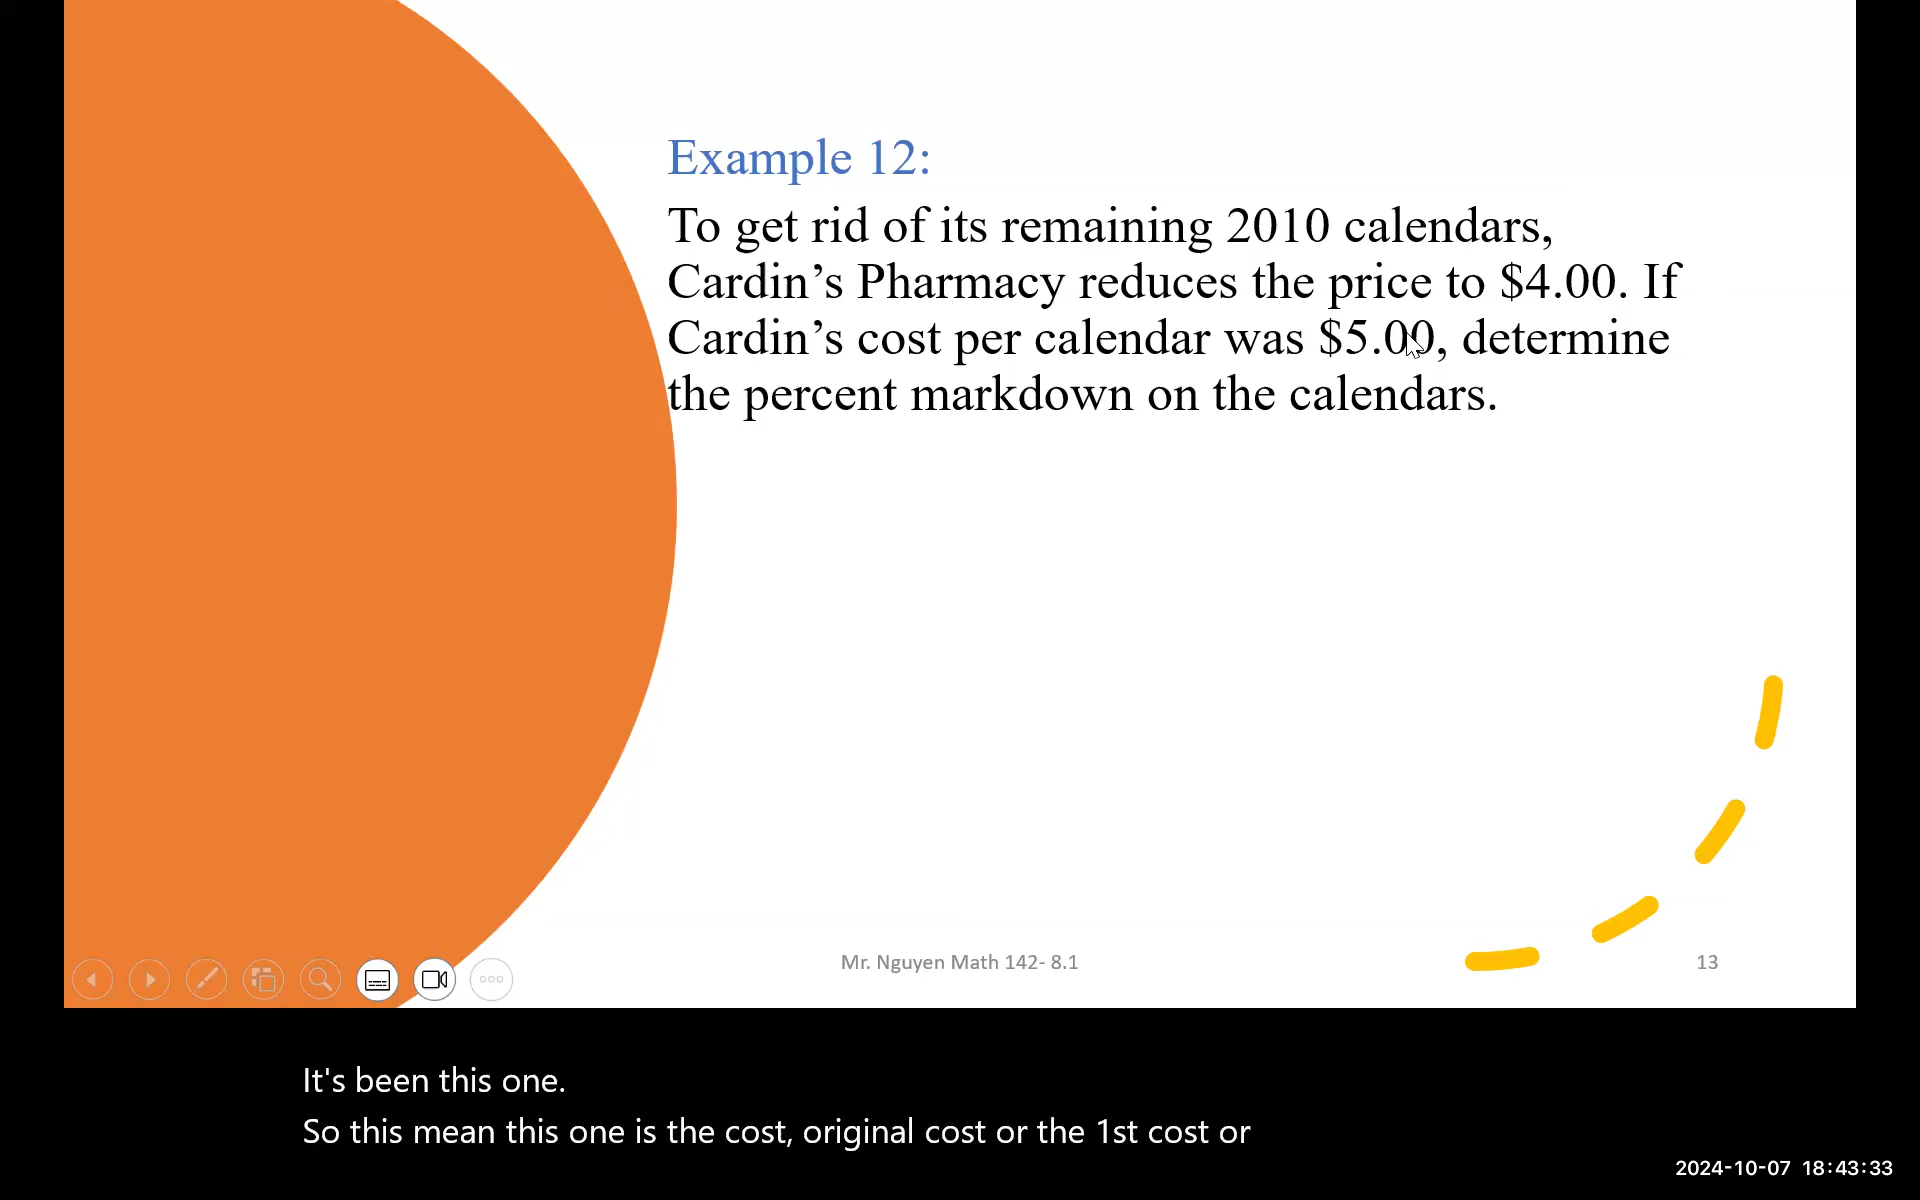 Example 12:
To get rid of its remaining 2010 calendars,
Cardin’s Pharmacy reduces the price to $4.00. If
Cardin’s cost per calendar was $5.00, determine
the percent markdown on the calendars.
Mr. Nguyen Math 142- 8.1
13
It's been this one.
So this mean this one is the cost, original cost or the 1st cost or
2024-10-07 18:43:33